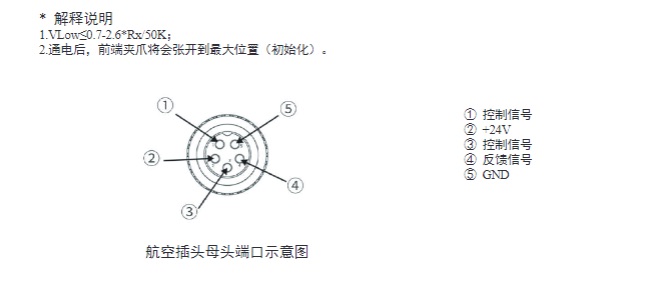 * 解释说明
1.VLow≤0.7-2.6*Rx/50K;
2.通电后，前端夹爪将会张开到最大位置（初始化）。
① ⑤
② ④
③
① 控制信号
② +24V
③ 控制信号
④ 反馈信号
⑤ GND
航空插头母头端口示意图